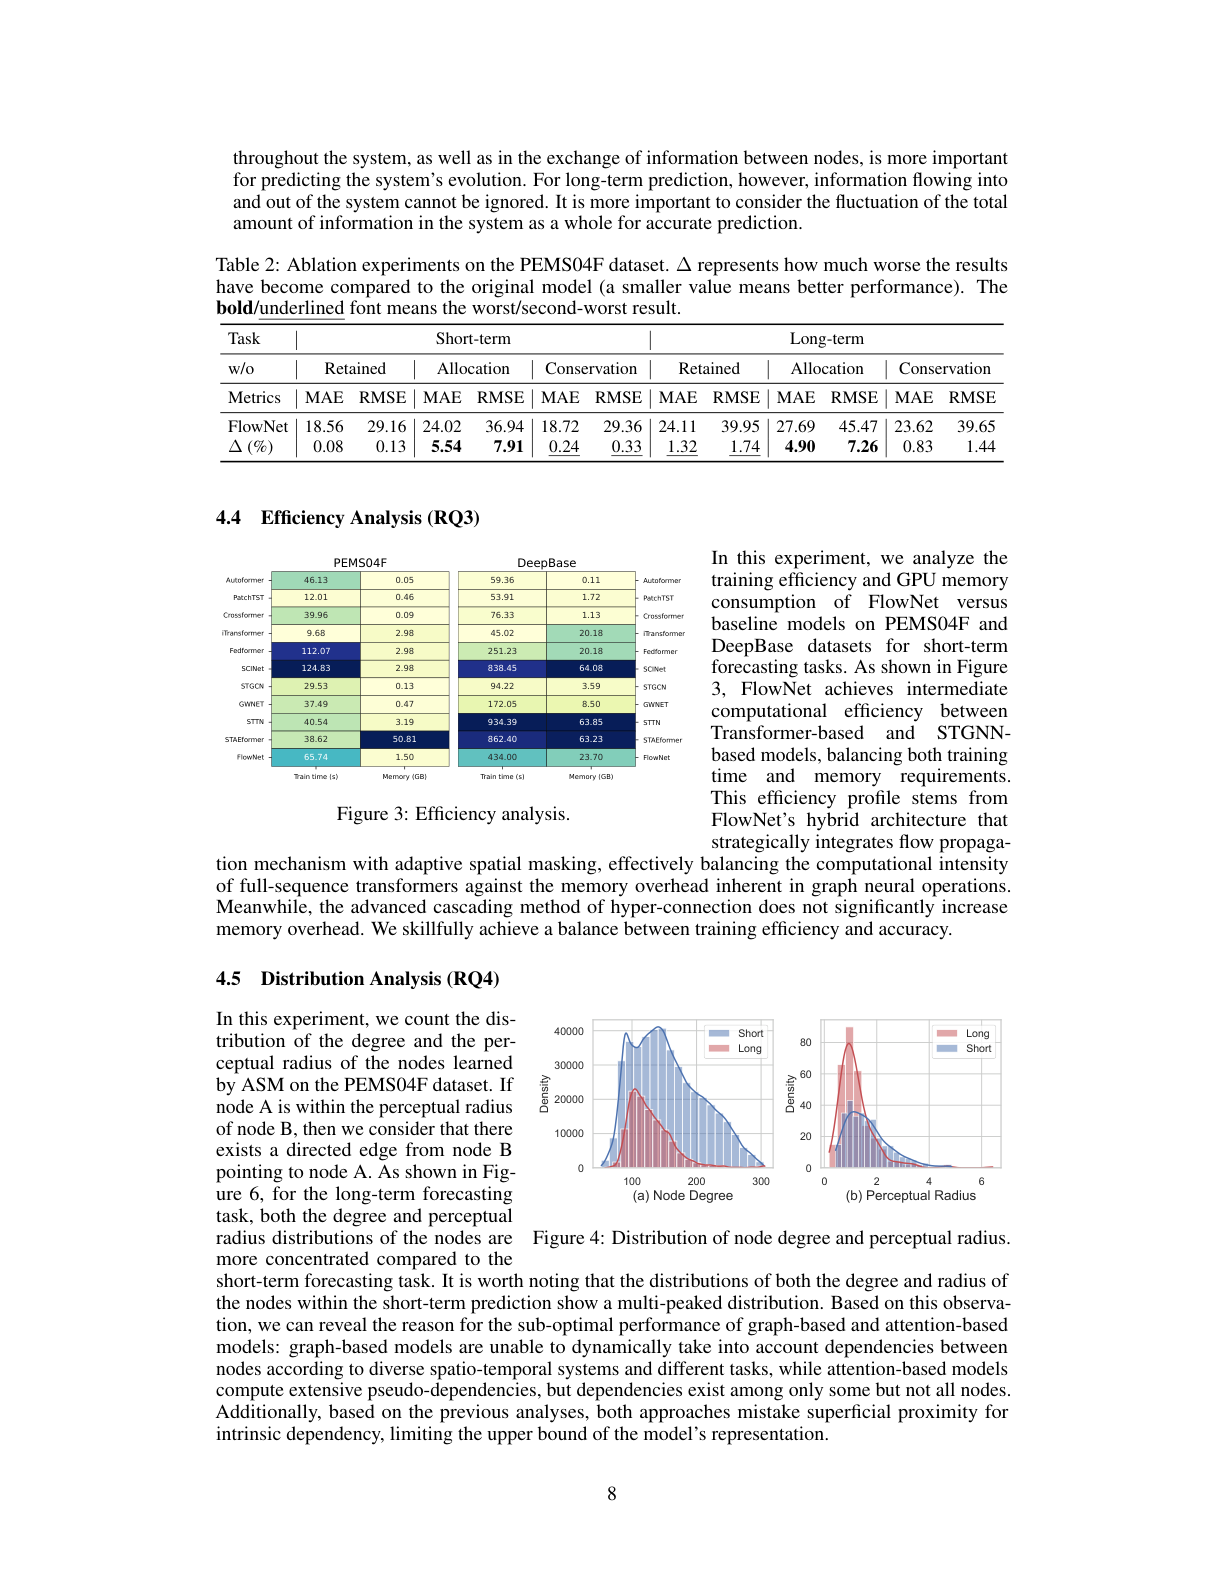 throughout the system, as well as in the exchange of information between nodes, is more important
for predicting the system's evolution. For long-term prediction, however, information flowing into
and out of the system cannot be ignored. It is more important to consider the fluctuation of the total
amount of information in the system as a whole for accurate prediction.
Table 2: Ablation experiments on the PEMS04F dataset. Δ represents how much worse the results
have become compared to the original model (a smaller value means better performance). The
bold/underlined font means the worst/second-worst result.
Task Short-term Long-term
w/o Retained Allocation Conservation Retained Allocation Conservation
Metrics MAE RMSE MAE RMSE MAE RMSE MAE RMSE MAE RMSE MAE RMSE
FlowNet 18.56 29.16 24.02 36.94 18.72 29.36 24.11 39.95 27.69 45.47 23.62 39.65
Δ (%) 0.08 0.13 5.54 7.91 0.24 0.33 1.32 1.74 4.90 7.26 0.83 1.44
4.4 Efficiency Analysis (RQ3)
PEMS04F DeepBase
Autoformer 46.13 0.05 59.36 0.11 Autoformer
PatchTST 12.01 0.46 53.91 1.72 PatchTST
Crossformer 39.96 0.09 76.33 1.13 Crossformer
iTransformer 9.68 2.98 45.02 20.18 iTransformer
Fedformer 112.07 2.98 251.23 20.18 Fedformer
SCINet 124.83 2.98 838.45 64.08 SCINet
STGCN 29.53 0.13 94.22 3.59 STGCN
GWNET 37.49 0.47 172.05 8.50 GWNET
STTN 40.54 3.19 934.39 63.85 STTN
STAEformer 38.62 50.81 862.40 63.23 STAEformer
FlowNet 65.74 1.50 434.00 23.70 FlowNet
Train time (s) Memory (GB) Train time (s) Memory (GB)
Figure 3: Efficiency analysis.
In this experiment, we analyze the
training efficiency and GPU memory
consumption of FlowNet versus
baseline models on PEMS04F and
DeepBase datasets for short-term
forecasting tasks. As shown in Figure
3, FlowNet achieves intermediate
computational efficiency between
Transformer-based and STGNN-
based models, balancing both training
time and memory requirements.
This efficiency profile stems from
FlowNet's hybrid architecture that
strategically integrates flow propaga-
tion mechanism with adaptive spatial masking, effectively balancing the computational intensity
of full-sequence transformers against the memory overhead inherent in graph neural operations.
Meanwhile, the advanced cascading method of hyper-connection does not significantly increase
memory overhead. We skillfully achieve a balance between training efficiency and accuracy.
4.5 Distribution Analysis (RQ4)
In this experiment, we count the dis-
tribution of the degree and the per-
ceptual radius of the nodes learned
by ASM on the PEMS04F dataset. If
node A is within the perceptual radius
of node B, then we consider that there
exists a directed edge from node B
pointing to node A. As shown in Fig-
ure 6, for the long-term forecasting
task, both the degree and perceptual
radius distributions of the nodes are
more concentrated compared to the
Density
40000
30000
20000
10000
0
100 200 300
Short
Long
(a) Node Degree
Density
80
60
40
20
0
0 2 4 6
Long
Short
(b) Perceptual Radius
Figure 4: Distribution of node degree and perceptual radius.
short-term forecasting task. It is worth noting that the distributions of both the degree and radius of
the nodes within the short-term prediction show a multi-peaked distribution. Based on this observa-
tion, we can reveal the reason for the sub-optimal performance of graph-based and attention-based
models: graph-based models are unable to dynamically take into account dependencies between
nodes according to diverse spatio-temporal systems and different tasks, while attention-based models
compute extensive pseudo-dependencies, but dependencies exist among only some but not all nodes.
Additionally, based on the previous analyses, both approaches mistake superficial proximity for
intrinsic dependency, limiting the upper bound of the model's representation.
8